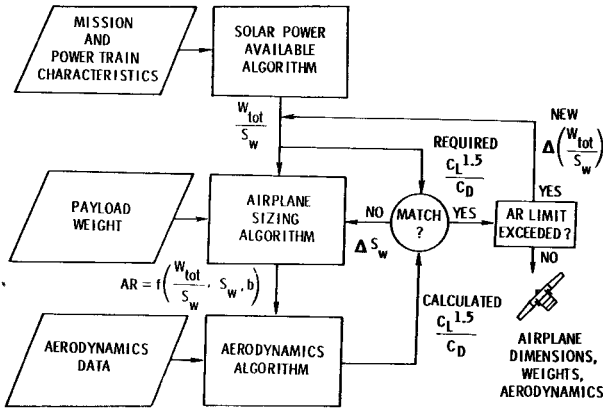 MISSION
AND
POWER TRAIN
CHARACTERISTICS
SOLAR POWER
AVAILABLE
ALGORITHM
W_tot
S_w
NEW
Δ(W_tot/S_w)
REQUIRED
C_L^1.5
C_D
YES
PAYLOAD
WEIGHT
AIRPLANE
SIZING
ALGORITHM
NO
Δ S_w
MATCH
?
YES
AR LIMIT
EXCEEDED?
NO
AR = f(W_tot/S_w, S_w, b)
CALCULATED
C_L^1.5
C_D
AERODYNAMICS
DATA
AERODYNAMICS
ALGORITHM
AIRPLANE
DIMENSIONS,
WEIGHTS,
AERODYNAMICS